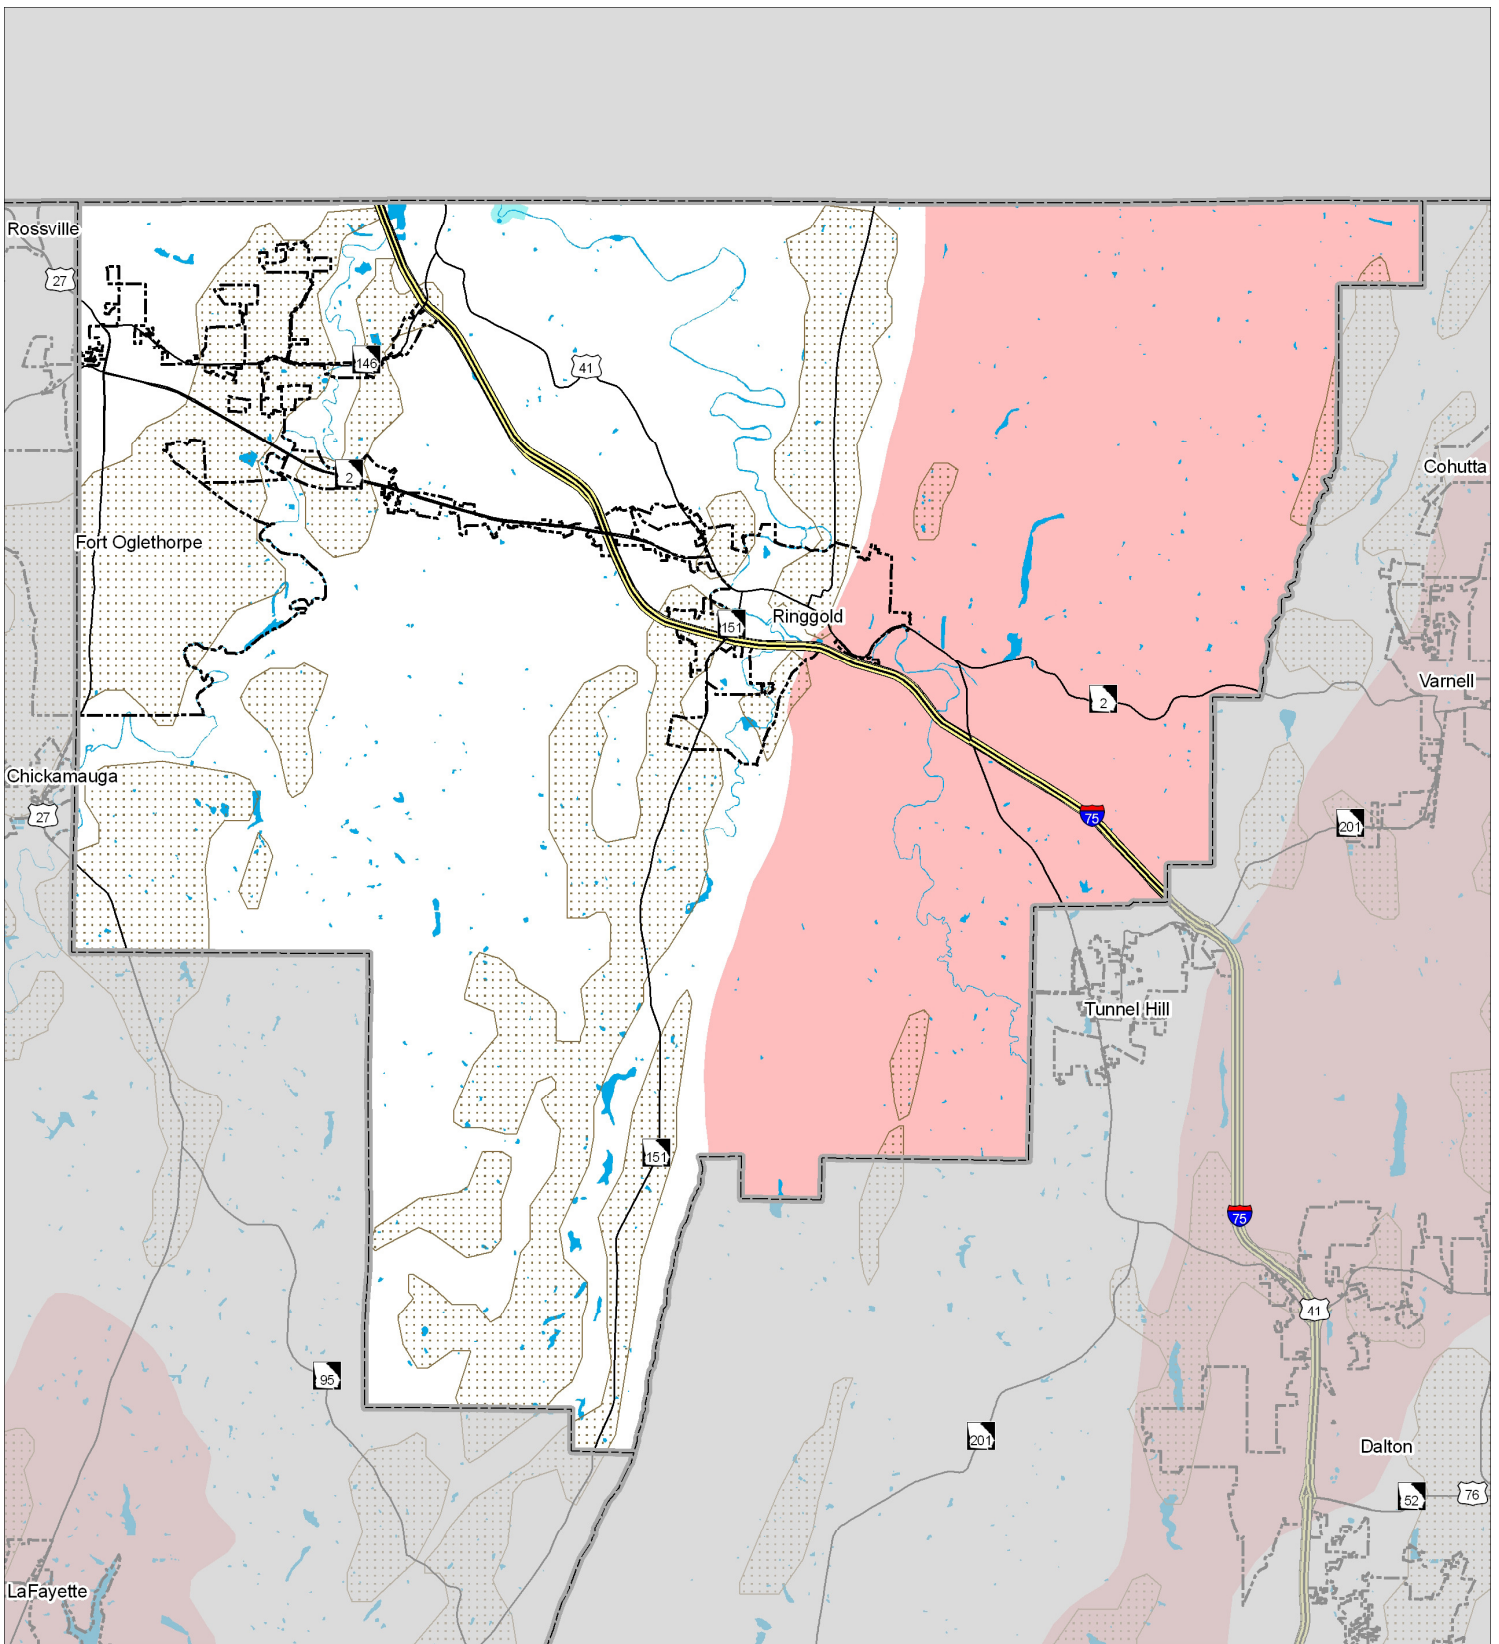 Rossville
27
146
41
Cohutta
2
Fort Oglethorpe
Ringgold
151
Varnell
2
Chickamauga
27
75
201
Tunnel Hill
151
75
41
95
201
Dalton
52
76
LaFayette